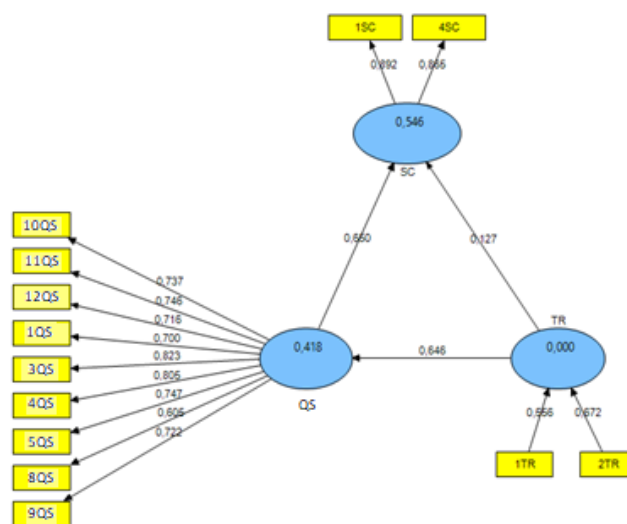 1SC
4SC
0,892
0,865
0,546
SC
10QS
11QS
12QS
1QS
3QS
4QS
5QS
8QS
9QS
0,737
0,746
0,716
0,700
0,823
0,805
0,747
0,605
0,722
0,650
0,127
TR
0,418
0,646
0,000
QS
0,556
0,672
1TR
2TR